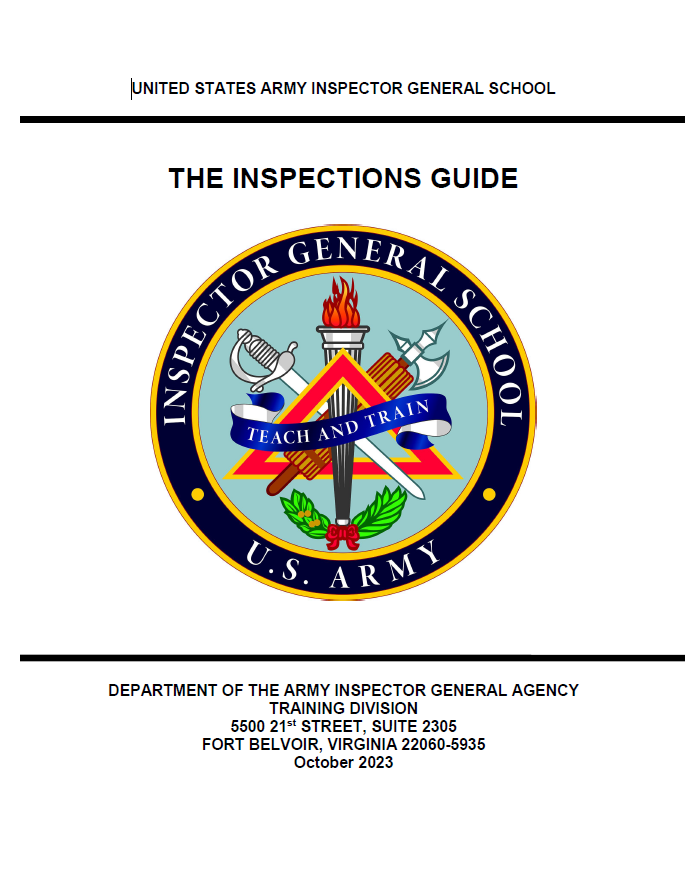 UNITED STATES ARMY INSPECTOR GENERAL SCHOOL
THE INSPECTIONS GUIDE
INSPECTOR GENERAL SCHOOL
TEACH AND TRAIN
U.S. ARMY
DEPARTMENT OF THE ARMY INSPECTOR GENERAL AGENCY
TRAINING DIVISION
5500 21st STREET, SUITE 2305
FORT BELVOIR, VIRGINIA 22060-5935
October 2023